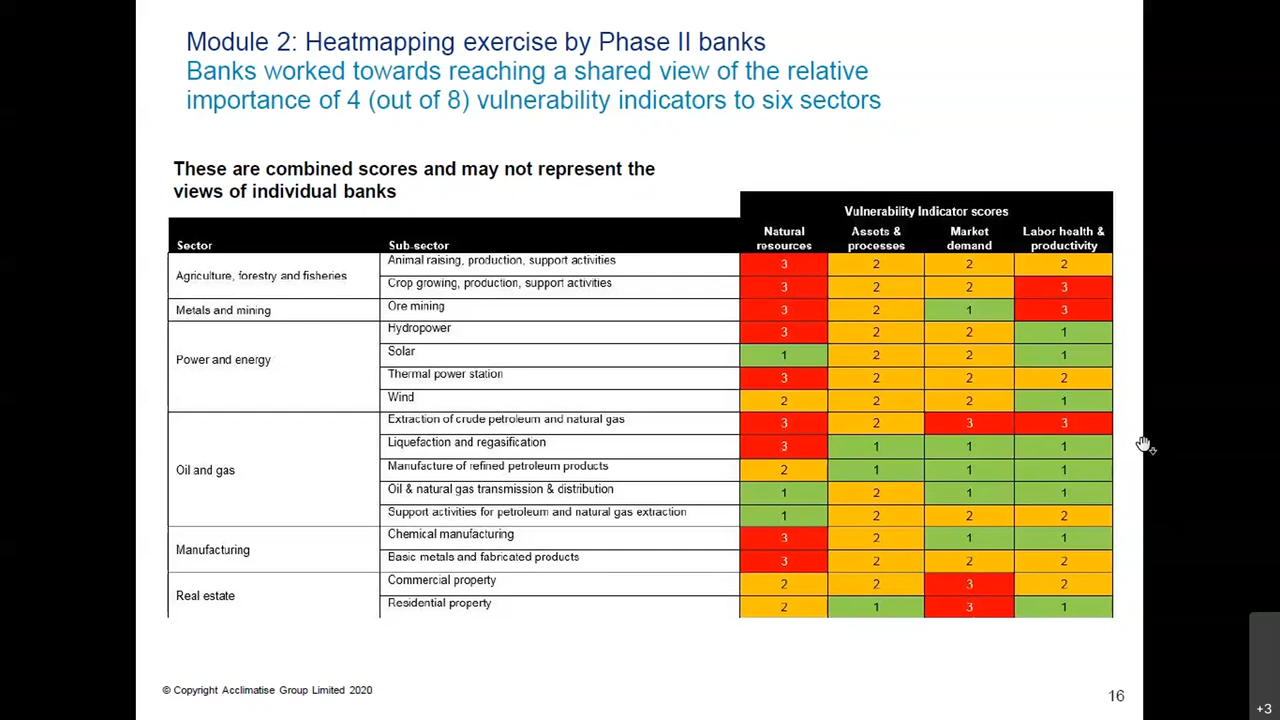 Module 2: Heatmapping exercise by Phase II banks
Banks worked towards reaching a shared view of the relative
importance of 4 (out of 8) vulnerability indicators to six sectors
These are combined scores and may not represent the
views of individual banks
Vulnerability Indicator scores
Sector Sub-sector Natural resources Assets & processes Market demand Labor health & productivity
Agriculture, forestry and fisheries
Animal raising, production, support activities 3 2 2 2
Crop growing, production, support activities 3 2 2 3
Metals and mining
Ore mining 3 2 1 3
Power and energy
Hydropower 3 2 2 1
Solar 1 2 2 1
Thermal power station 3 2 2 2
Wind 2 2 2 1
Oil and gas
Extraction of crude petroleum and natural gas 3 2 3 3
Liquefaction and regasification 3 1 1 1
Manufacture of refined petroleum products 2 1 1 1
Oil & natural gas transmission & distribution 1 2 1 1
Support activities for petroleum and natural gas extraction 1 2 2 2
Manufacturing
Chemical manufacturing 3 2 1 1
Basic metals and fabricated products 3 2 2 2
Real estate
Commercial property 2 2 3 2
Residential property 2 1 3 1
© Copyright Acclimatise Group Limited 2020
16
+3